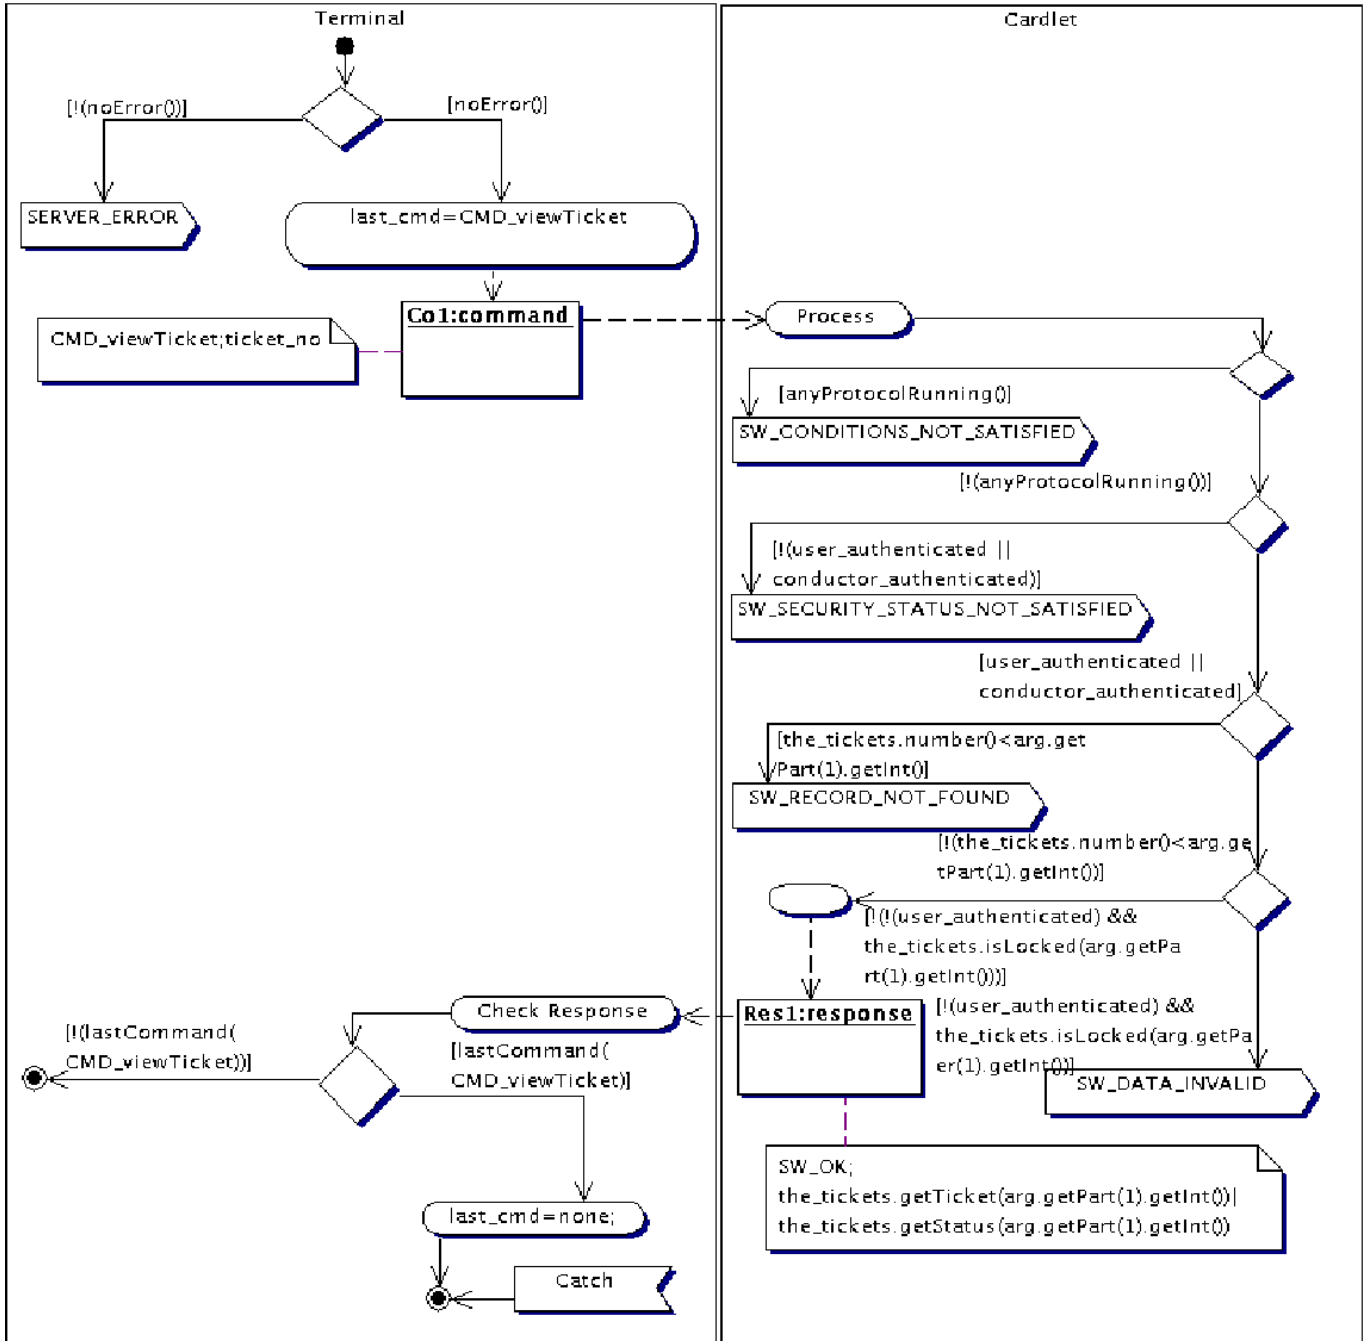 Terminal
Cardlet
[!(noError())]
[noError()]
SERVER_ERROR
last_cmd=CMD_viewTicket
Co1:command
CMD_viewTicket;ticket_no
Process
[anyProtocolRunning()]
SW_CONDITIONS_NOT_SATISFIED
[!(anyProtocolRunning())]
[!(user_authenticated ||
conductor_authenticated)]
SW_SECURITY_STATUS_NOT_SATISFIED
[user_authenticated ||
conductor_authenticated]
[the_tickets.number()<arg.get
Part(1).getInt()]
SW_RECORD_NOT_FOUND
[!(the_tickets.number()<arg.ge
tPart(1).getInt())]
[!(!(user_authenticated) &&
the_tickets.isLocked(arg.getPa
rt(1).getInt()))]
Check Response
Res1:response
[!(user_authenticated) &&
the_tickets.isLocked(arg.getPa
er(1).getInt())]
SW_DATA_INVALID
[!(lastCommand(
CMD_viewTicket))]
[lastCommand(
CMD_viewTicket)]
SW_OK;
the_tickets.getTicket(arg.getPart(1).getInt())|
the_tickets.getStatus(arg.getPart(1).getInt())
last_cmd=none;
Catch